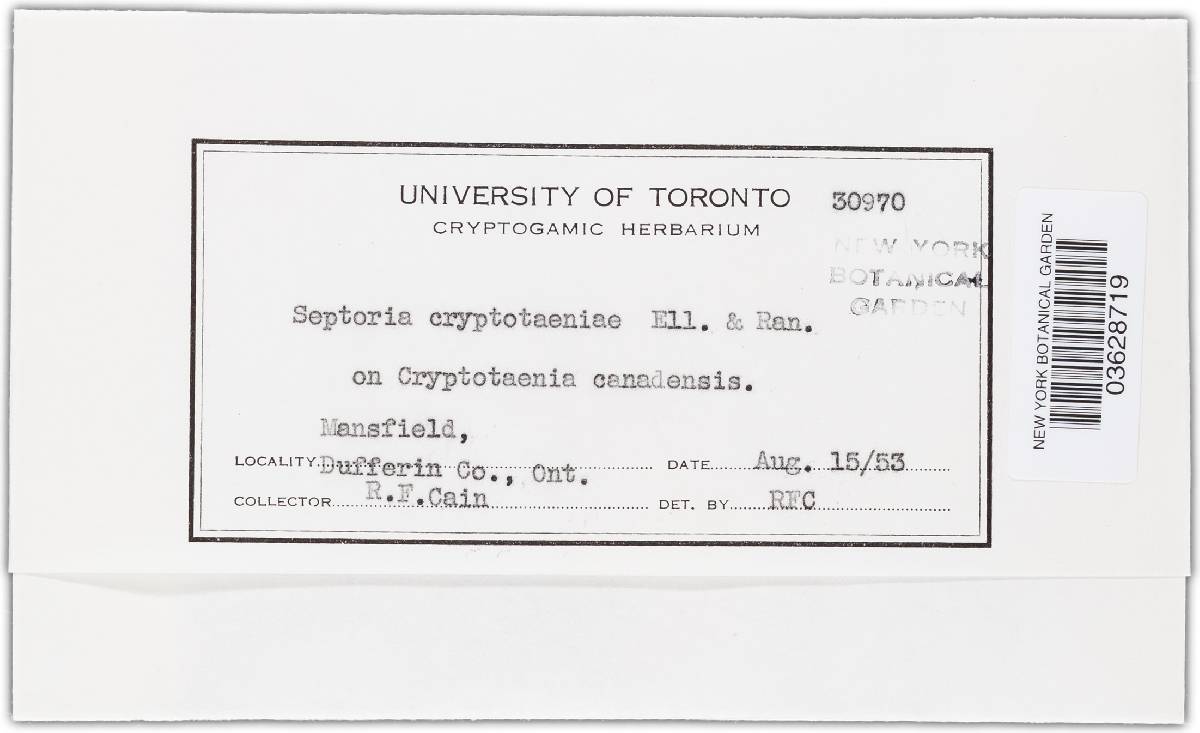 UNIVERSITY OF TORONTO 30970
CRYPTOGAMIC HERBARIUM
NEW YORK
BOTANICAL
GARDEN
Septoria cryptotaeniae Ell. & Ran.
on Cryptotaenia canadensis.
Mansfield,
LOCALITY Dufferin Co., Ont. DATE Aug. 15/53
COLLECTOR R.F.Cain DET. BY RFC
NEW YORK BOTANICAL GARDEN
03628719